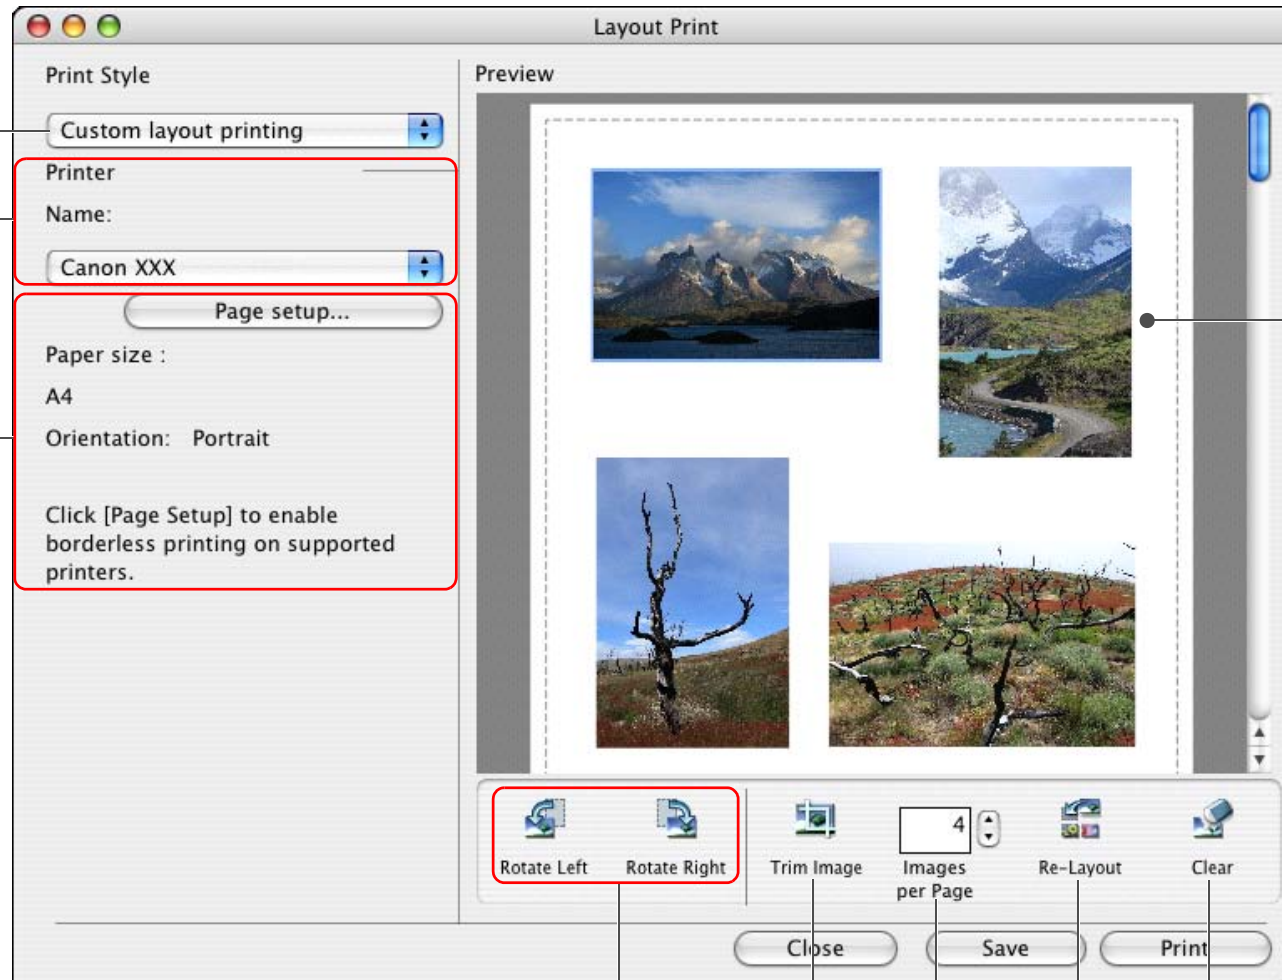 Layout Print
Print Style
Custom layout printing
Printer
Name:
Canon XXX
Page setup...
Paper size :
A4
Orientation: Portrait
Click [Page Setup] to enable
borderless printing on supported
printers.
Preview
Rotate Left
Rotate Right
Trim Image
4
Images
per Page
Re-Layout
Clear
Close
Save
Print